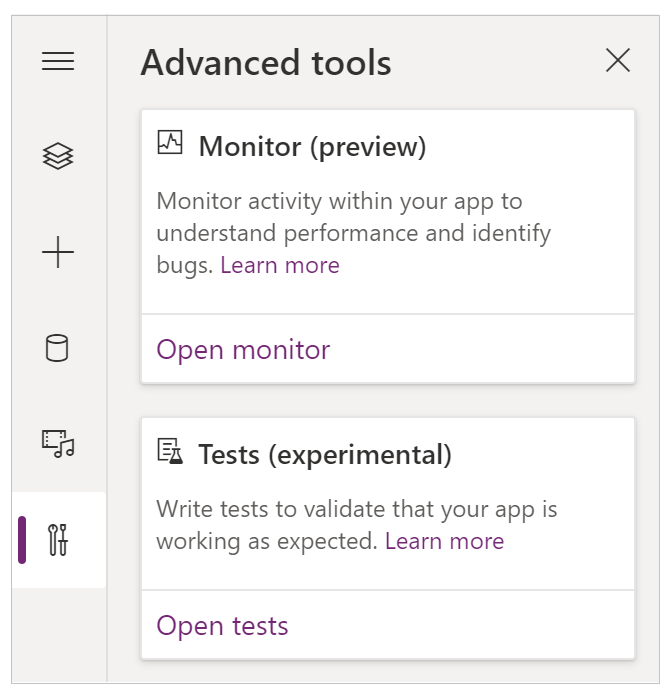 Advanced tools
Monitor (preview)
Monitor activity within your app to
understand performance and identify
bugs. Learn more
Open monitor
Tests (experimental)
Write tests to validate that your app is
working as expected. Learn more
Open tests